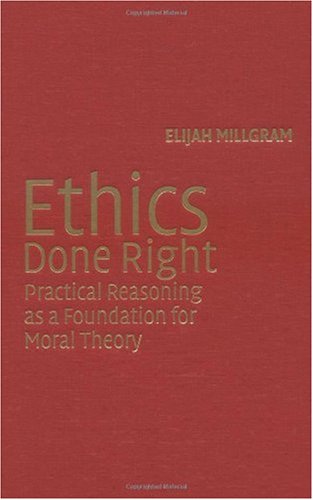 ELIJAH MILLGRAM
Ethics
Done Right
Practical Reasoning
as a Foundation for
Moral Theory